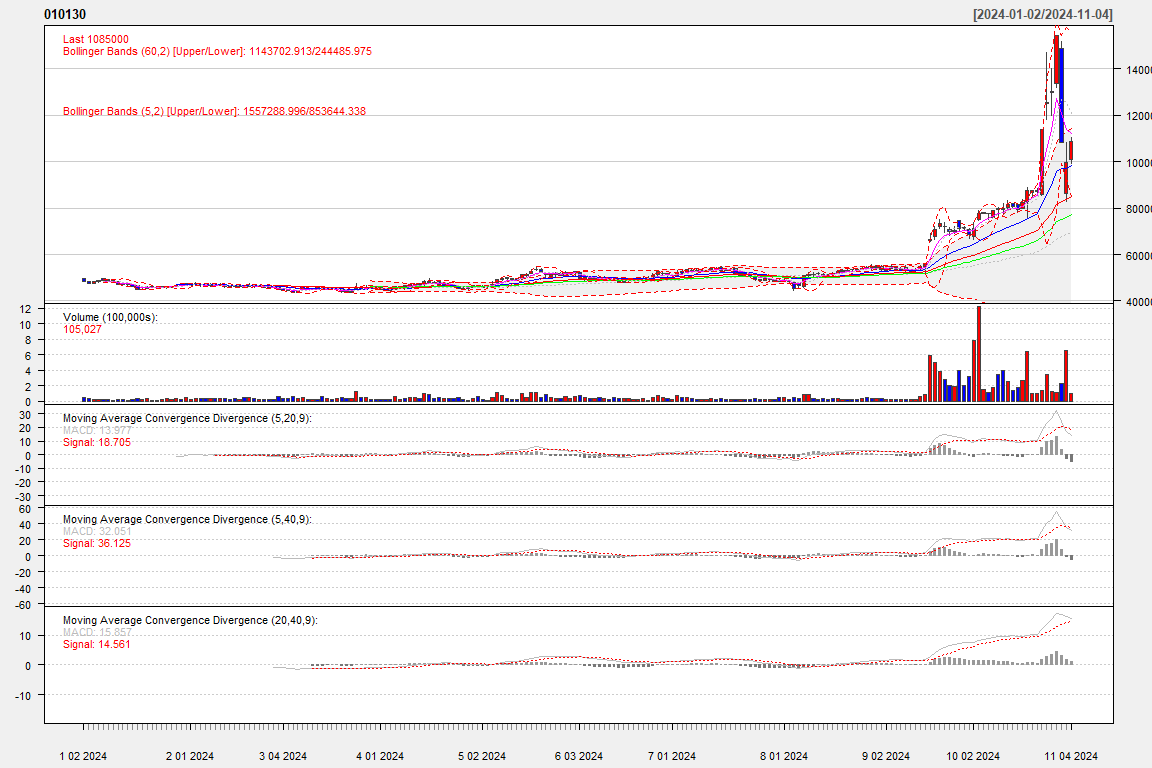 010130 [2024-01-02/2024-11-04]
Last 1085000
Bollinger Bands (60,2) [Upper/Lower]: 1143702.913/244485.975
Bollinger Bands (5,2) [Upper/Lower]: 1557288.996/853644.338
14000
12000
10000
80000
60000
40000
Volume (100,000s):
105,027
12
10
8
6
4
2
0
Moving Average Convergence Divergence (5,20,9):
MACD: 13.977
Signal: 18.705
30
20
10
0
-10
-20
-30
Moving Average Convergence Divergence (5,40,9):
MACD: 32.051
Signal: 36.125
60
40
20
0
-20
-40
-60
Moving Average Convergence Divergence (20,40,9):
MACD: 15.857
Signal: 14.561
10
0
-10
1 02 2024 2 01 2024 3 04 2024 4 01 2024 5 02 2024 6 03 2024 7 01 2024 8 01 2024 9 02 2024 10 02 2024 11 04 2024